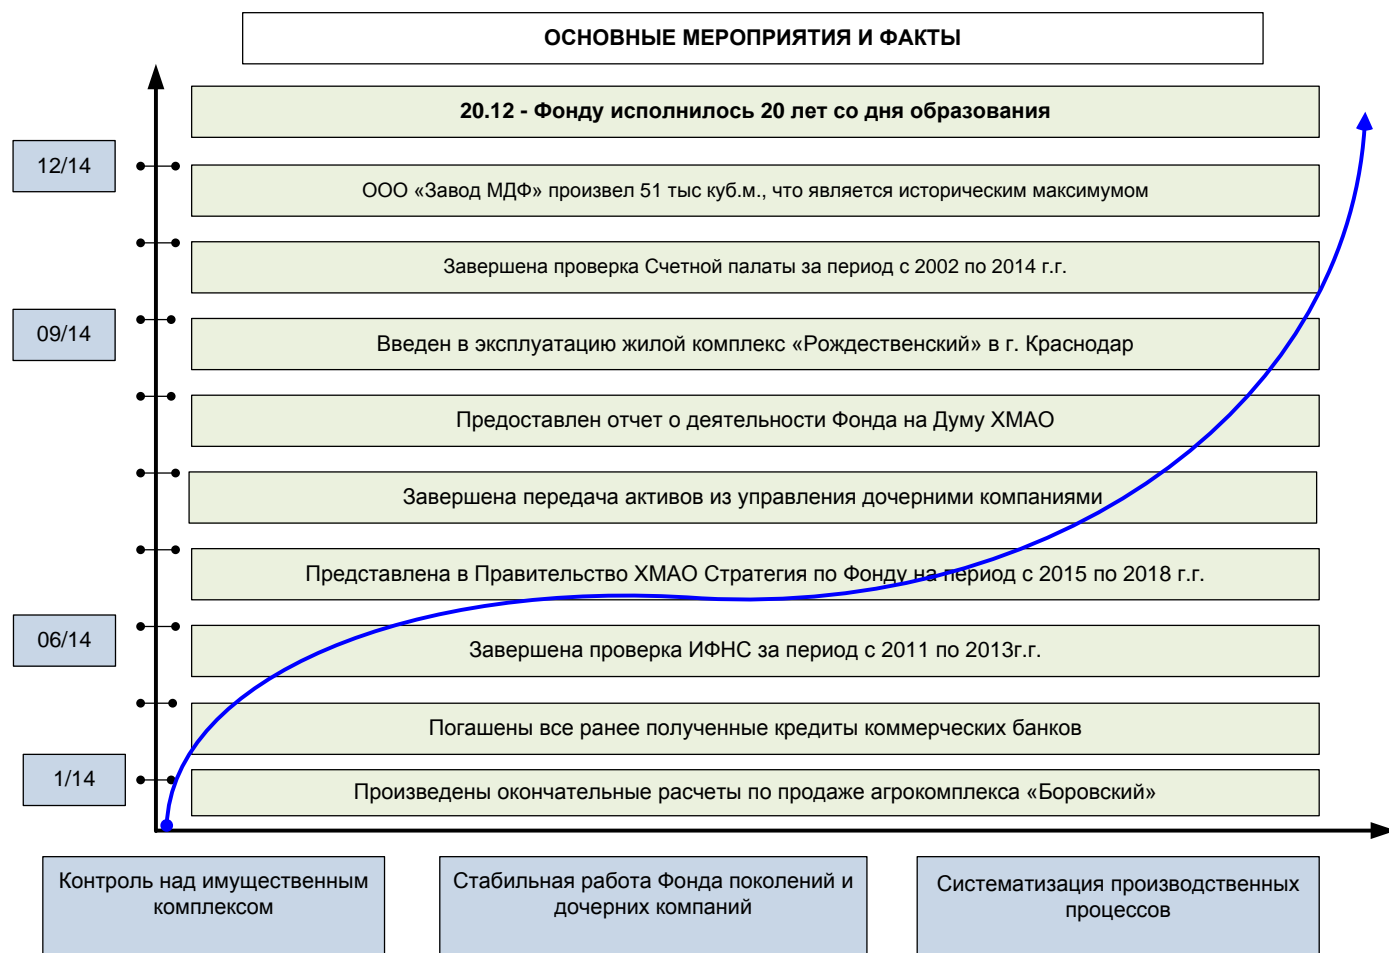 ОСНОВНЫЕ МЕРОПРИЯТИЯ И ФАКТЫ
20.12 - Фонду исполнилось 20 лет со дня образования
12/14
ООО «Завод МДФ» произвел 51 тыс куб.м., что является историческим максимумом
Завершена проверка Счетной палаты за период с 2002 по 2014 г.г.
09/14
Введен в эксплуатацию жилой комплекс «Рождественский» в г. Краснодар
Предоставлен отчет о деятельности Фонда на Думу ХМАО
Завершена передача активов из управления дочерними компаниями
Представлена в Правительство ХМАО Стратегия по Фонду на период с 2015 по 2018 г.г.
06/14
Завершена проверка ИФНС за период с 2011 по 2013г.г.
Погашены все ранее полученные кредиты коммерческих банков
1/14
Произведены окончательные расчеты по продаже агрокомплекса «Боровский»
Контроль над имущественным
комплексом
Стабильная работа Фонда поколений и
дочерних компаний
Систематизация производственных
процессов